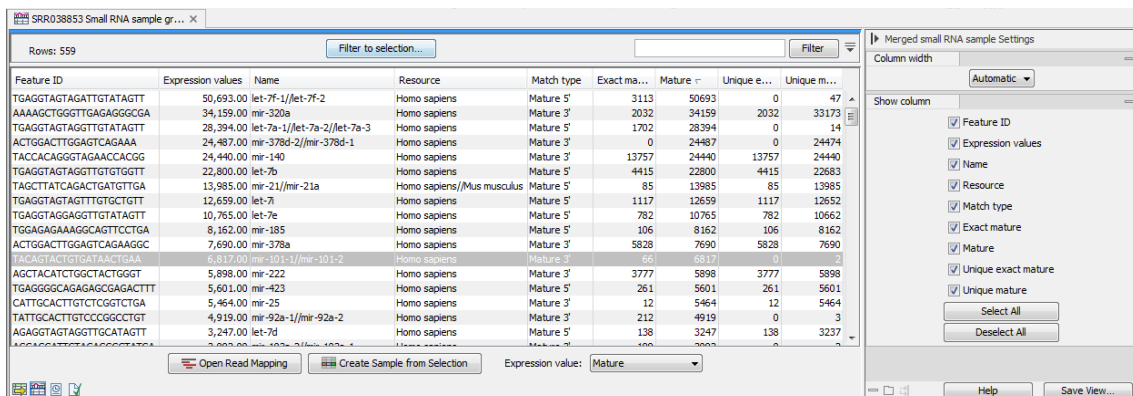 SRR038853 Small RNA sample gr... ×
Rows: 559 Filter to selection... Filter
Feature ID Expression values Name Resource Match type Exact ma... Mature Unique e... Unique m...
TGAGGTAGTAGATTGTATAGTT 50,693.00 let-7f-1//let-7f-2 Homo sapiens Mature 5' 3113 50693 0 47
AAAAGCTGGGTTGAGAGGGCGA 34,159.00 mir-320a Homo sapiens Mature 3' 2032 34159 2032 33173
TGAGGTAGTAGGTTGTATAGTT 28,394.00 let-7a-1//let-7a-2//let-7a-3 Homo sapiens Mature 5' 1702 28394 0 14
ACTGGACTTGGAGTCAGAAA 24,487.00 mir-378d-2//mir-378d-1 Homo sapiens Mature 3' 0 24487 0 24474
TACCACAGGGTAGAACCACGG 24,440.00 mir-140 Homo sapiens Mature 3' 13757 24440 13757 24440
TGAGGTAGTAGGTTGTGTGGTT 22,800.00 let-7b Homo sapiens Mature 5' 4415 22800 4415 22683
TAGCTTATCAGACTGATGTTGA 13,985.00 mir-21//mir-21a Homo sapiens//Mus musculus Mature 5' 85 13985 85 13985
TGAGGTAGTAGTTTGTGCTGTT 12,659.00 let-7i Homo sapiens Mature 5' 1117 12659 1117 12652
TGAGGTAGGAGGTTGTATAGTT 10,765.00 let-7e Homo sapiens Mature 5' 782 10765 782 10662
TGGAGAGAAAGGCAGTTCCTGA 8,162.00 mir-185 Homo sapiens Mature 5' 106 8162 106 8162
ACTGGACTTGGAGTCAGAAGGC 7,690.00 mir-378a Homo sapiens Mature 3' 5828 7690 5828 7690
TACAGTACTGTGATAACTGAA 6,817.00 mir-101-1//mir-101-2 Homo sapiens Mature 3' 66 6817 0 2
AGCTACATCTGGCTACTGGGT 5,898.00 mir-222 Homo sapiens Mature 3' 3777 5898 3777 5898
TGAGGGGCAGAGAGCGAGACTTT 5,601.00 mir-423 Homo sapiens Mature 5' 261 5601 261 5601
CATTGCACTTGTCTCGGTCTGA 5,464.00 mir-25 Homo sapiens Mature 3' 12 5464 12 5464
TATTGCACTTGTCCCGGCCTGT 4,919.00 mir-92a-1//mir-92a-2 Homo sapiens Mature 3' 212 4919 0 3
AGAGGTAGTAGGTTGCATAGTT 3,247.00 let-7d Homo sapiens Mature 5' 138 3247 138 3237
Open Read Mapping Create Sample from Selection Expression value: Mature
Merged small RNA sample Settings
Column width
Automatic
Show column
Feature ID
Expression values
Name
Resource
Match type
Exact mature
Mature
Unique exact mature
Unique mature
Select All
Deselect All
Help Save View...